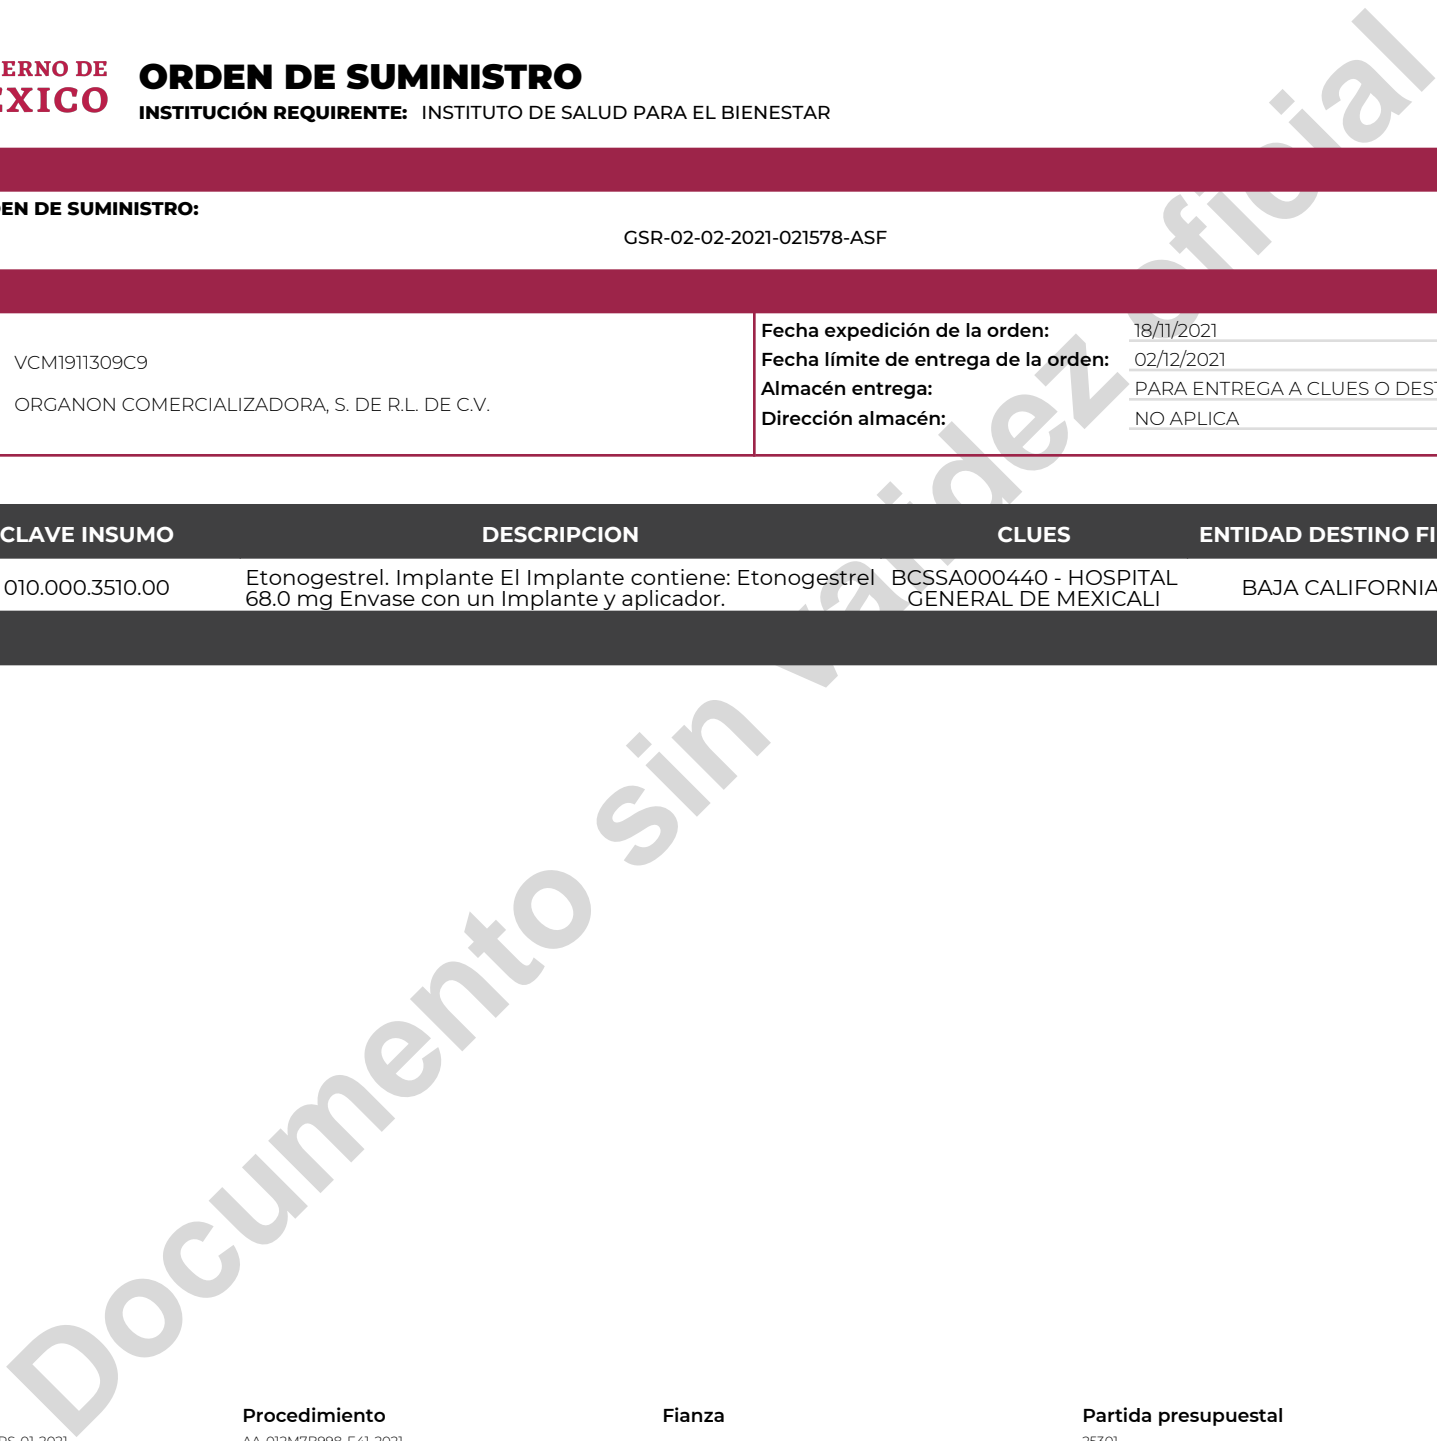 ERNO DE
ORDEN DE SUMINISTRO
XICO
INSTITUCIÓN REQUIRENTE: INSTITUTO DE SALUD PARA EL BIENESTAR
EN DE SUMINISTRO:
GSR-02-02-2021-021578-ASF
VCM1911309C9
ORGANON COMERCIALIZADORA, S. DE R.L. DE C.V.
Fecha expedición de la orden: 18/11/2021
Fecha límite de entrega de la orden: 02/12/2021
Almacén entrega: PARA ENTREGA A CLUES O DEST
Dirección almacén: NO APLICA
CLAVE INSUMO DESCRIPCION CLUES ENTIDAD DESTINO FI
010.000.3510.00 Etonogestrel. Implante El Implante contiene: Etonogestrel BCSSA000440 - HOSPITAL BAJA CALIFORNIA
68.0 mg Envase con un Implante y aplicador. GENERAL DE MEXICALI
Documento sin validez oficial
Procedimiento Fianza Partida presupuestal